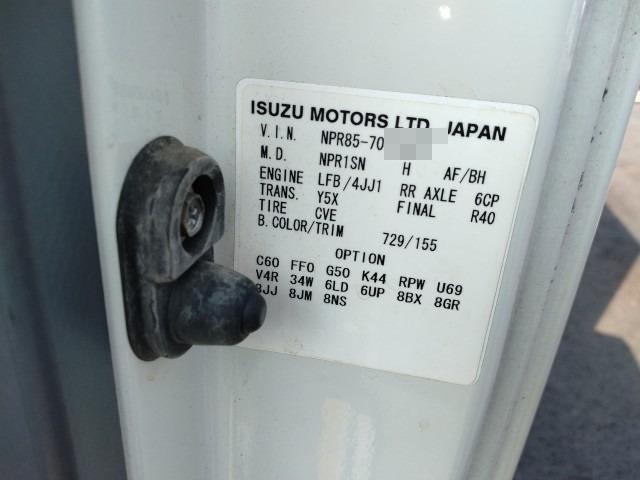 ISUZU MOTORS LTD. JAPAN
V.I.N. NPR85-70
M.D. NPR1SN H AF/BH
ENGINE LFB/4JJ1 RR AXLE 6CP
TRANS. Y5X FINAL R40
TIRE CVE
B.COLOR/TRIM 729/155
OPTION
C60 FF0 G50 K44 RPW U69
V4R 34W 6LD 6UP 8BX 8GR
8JM 8NS